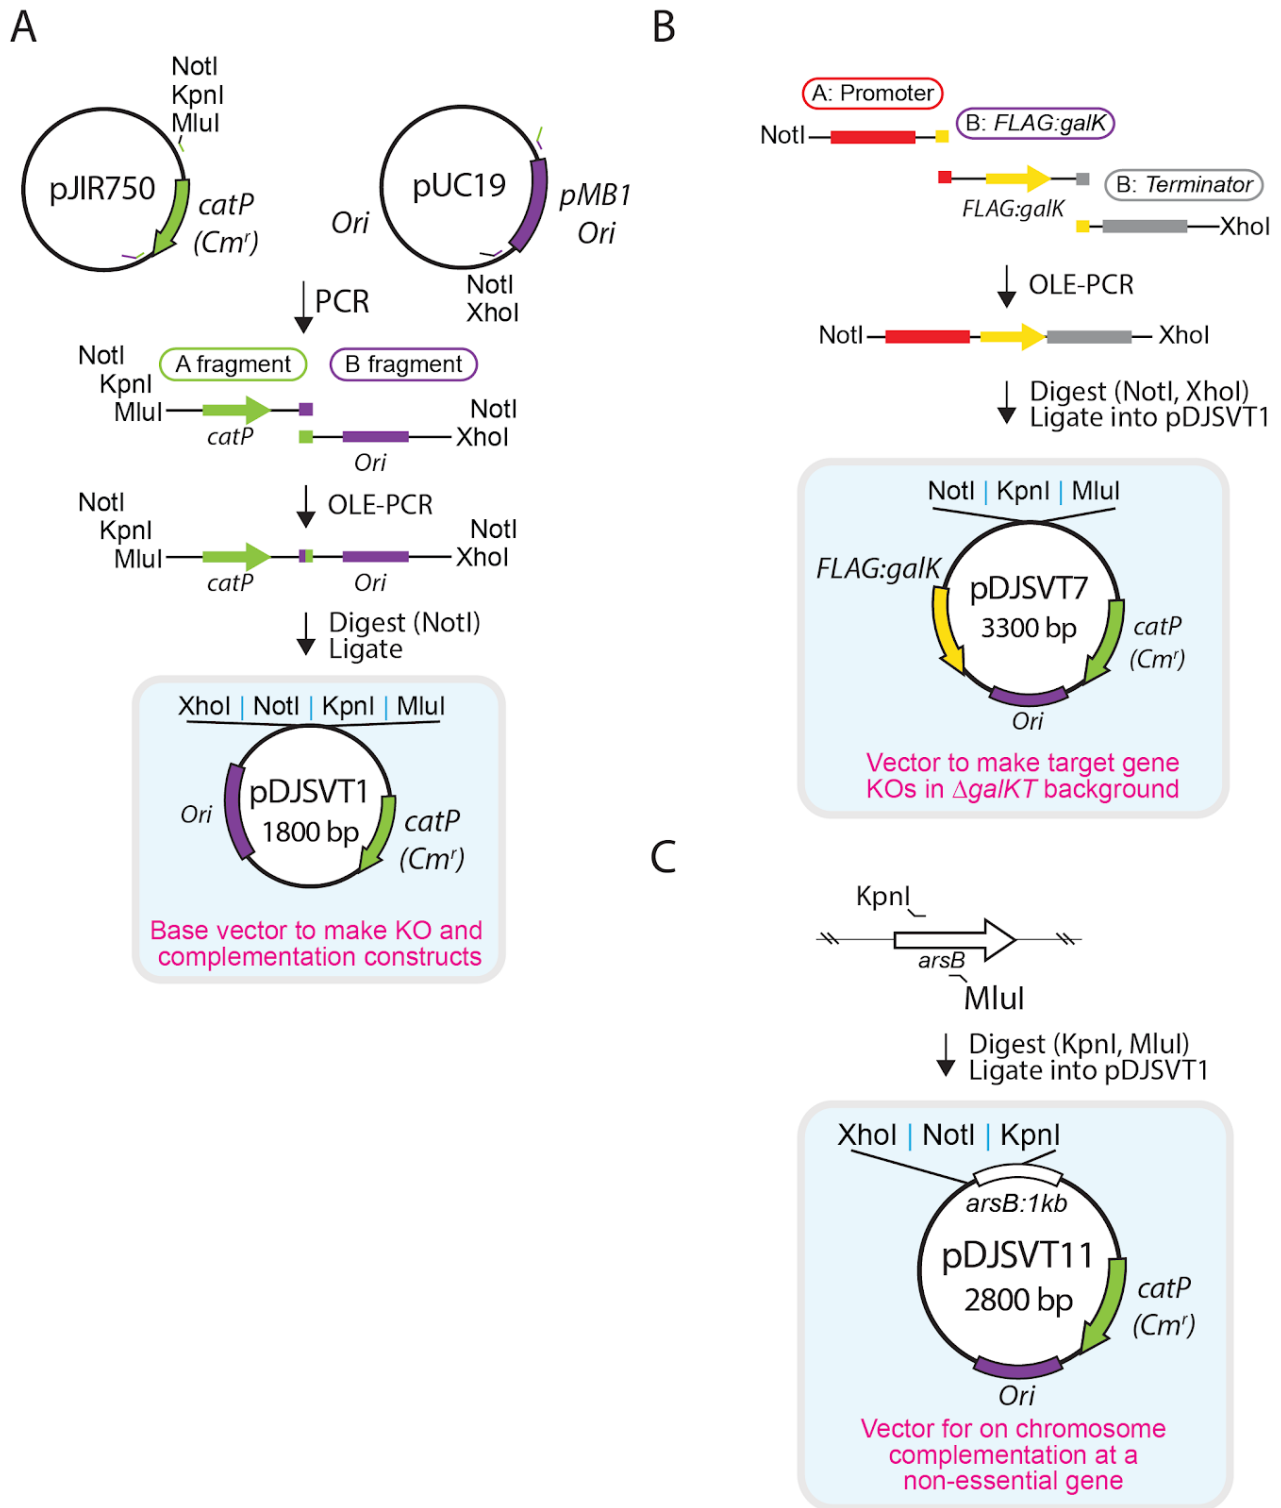 A
NotI
KpnI
MluI
pJIR750
catP
(Cmʳ)
pUC19
Ori
pMB1
Ori
NotI
XhoI
PCR
A fragment
B fragment
NotI
KpnI
MluI
catP
NotI
XhoI
Ori
OLE-PCR
NotI
KpnI
MluI
catP
Ori
NotI
XhoI
Digest (NotI)
Ligate
XhoI | NotI | KpnI | MluI
pDJSVT1
1800 bp
Ori
catP
(Cmʳ)
Base vector to make KO and
complementation constructs
B
A: Promoter
NotI
B: FLAG:galK
FLAG:galK
B: Terminator
XhoI
OLE-PCR
NotI
XhoI
Digest (NotI, XhoI)
Ligate into pDJSVT1
NotI | KpnI | MluI
FLAG:galK
pDJSVT7
3300 bp
catP
(Cmʳ)
Ori
Vector to make target gene
KOs in ΔgalKT background
C
KpnI
arsB
MluI
Digest (KpnI, MluI)
Ligate into pDJSVT1
XhoI | NotI | KpnI
arsB:1kb
pDJSVT11
2800 bp
catP
(Cmʳ)
Ori
Vector for on chromosome
complementation at a
non-essential gene